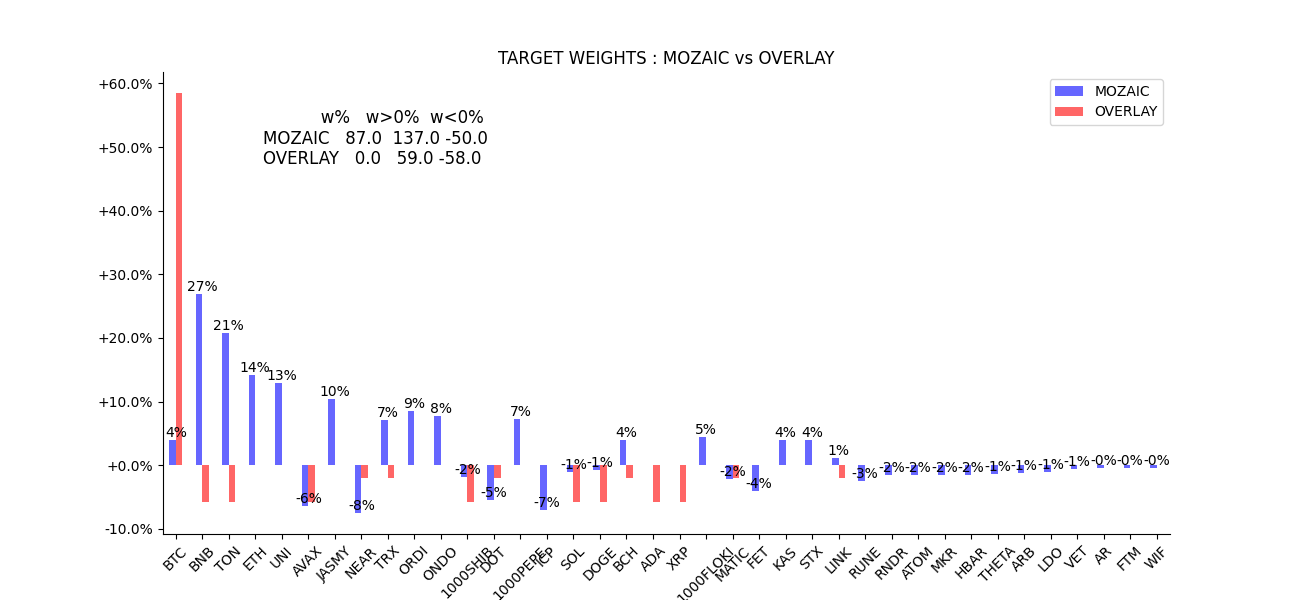 TARGET WEIGHTS : MOZAIC vs OVERLAY
+60.0%
+50.0%
+40.0%
+30.0%
+20.0%
+10.0%
+0.0%
-10.0%
w% w>0% w<0%
MOZAIC 87.0 137.0 -50.0
OVERLAY 0.0 59.0 -58.0
MOZAIC
OVERLAY
4% 27% 21% 14% 13% -6% 10% -8% 7% 9% 8% -2% -5% 7% -7% -1% -1% 4% 5% -2% -4% 4% 4% 1% -3% -2% -2% -2% -2% -1% -1% -1% -1% -0% -0% -0%
BTC BNB TON ETH UNI AVAX JASMY NEAR TRX ORDI ONDO 1000SHIB DOT 1000PEPE ICP SOL DOGE BCH ADA XRP 1000FLOKI MATIC FET KAS STX LINK RUNE RNDR ATOM MKR HBAR THETA ARB LDO VET AR FTM WIF